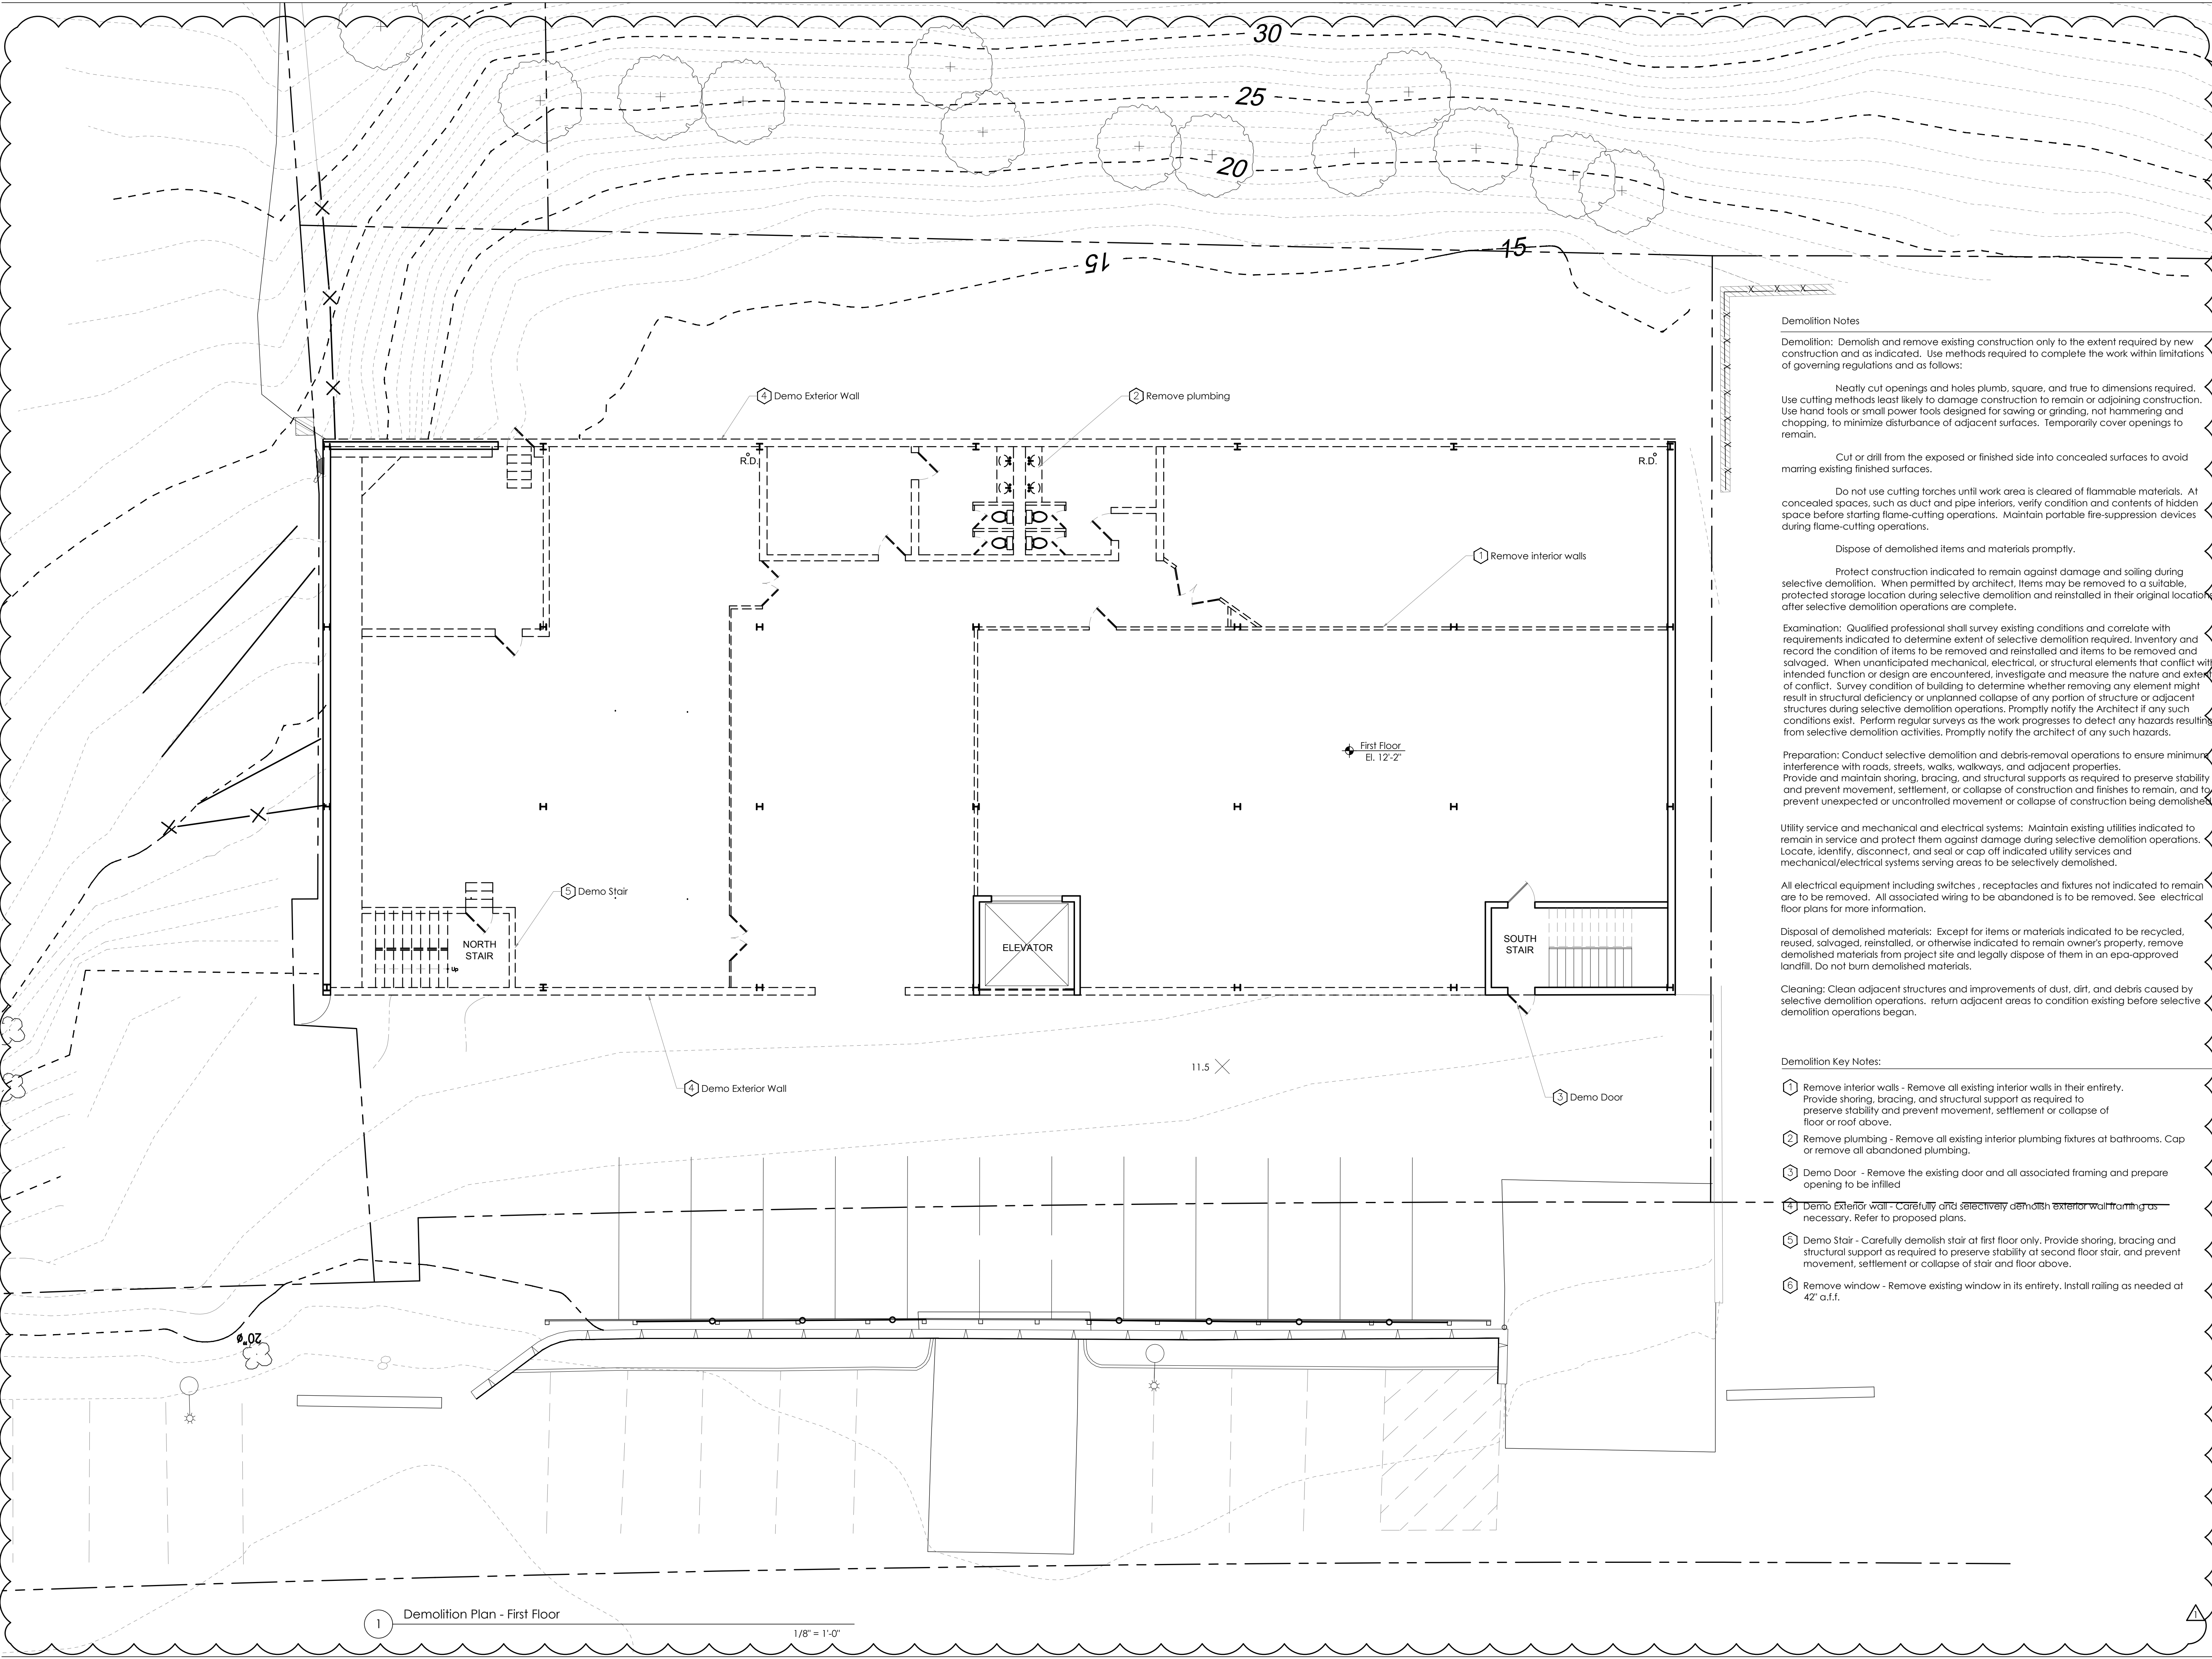 30
25
20
15
15
4 Demo Exterior Wall
2 Remove plumbing
R.D.
R.D.
1 Remove interior walls
First Floor
El. 12'-2"
5 Demo Stair
NORTH
STAIR
Up
ELEVATOR
SOUTH
STAIR
11.5
4 Demo Exterior Wall
3 Demo Door
20"ø
Demolition Notes
Demolition: Demolish and remove existing construction only to the extent required by new
construction and as indicated. Use methods required to complete the work within limitations
of governing regulations and as follows:
Neatly cut openings and holes plumb, square, and true to dimensions required.
Use cutting methods least likely to damage construction to remain or adjoining construction.
Use hand tools or small power tools designed for sawing or grinding, not hammering and
chopping, to minimize disturbance of adjacent surfaces. Temporarily cover openings to
remain.
Cut or drill from the exposed or finished side into concealed surfaces to avoid
marring existing finished surfaces.
Do not use cutting torches until work area is cleared of flammable materials. At
concealed spaces, such as duct and pipe interiors, verify condition and contents of hidden
space before starting flame-cutting operations. Maintain portable fire-suppression devices
during flame-cutting operations.
Dispose of demolished items and materials promptly.
Protect construction indicated to remain against damage and soiling during
selective demolition. When permitted by architect, Items may be removed to a suitable,
protected storage location during selective demolition and reinstalled in their original locations
after selective demolition operations are complete.
Examination: Qualified professional shall survey existing conditions and correlate with
requirements indicated to determine extent of selective demolition required. Inventory and
record the condition of items to be removed and reinstalled and items to be removed and
salvaged. When unanticipated mechanical, electrical, or structural elements that conflict with
intended function or design are encountered, investigate and measure the nature and extent
of conflict. Survey condition of building to determine whether removing any element might
result in structural deficiency or unplanned collapse of any portion of structure or adjacent
structures during selective demolition operations. Promptly notify the Architect if any such
conditions exist. Perform regular surveys as the work progresses to detect any hazards resulting
from selective demolition activities. Promptly notify the architect of any such hazards.
Preparation: Conduct selective demolition and debris-removal operations to ensure minimum
interference with roads, streets, walks, walkways, and adjacent properties.
Provide and maintain shoring, bracing, and structural supports as required to preserve stability
and prevent movement, settlement, or collapse of construction and finishes to remain, and to
prevent unexpected or uncontrolled movement or collapse of construction being demolished
Utility service and mechanical and electrical systems: Maintain existing utilities indicated to
remain in service and protect them against damage during selective demolition operations.
Locate, identify, disconnect, and seal or cap off indicated utility services and
mechanical/electrical systems serving areas to be selectively demolished.
All electrical equipment including switches , receptacles and fixtures not indicated to remain
are to be removed. All associated wiring to be abandoned is to be removed. See electrical
floor plans for more information.
Disposal of demolished materials: Except for items or materials indicated to be recycled,
reused, salvaged, reinstalled, or otherwise indicated to remain owner's property, remove
demolished materials from project site and legally dispose of them in an epa-approved
landfill. Do not burn demolished materials.
Cleaning: Clean adjacent structures and improvements of dust, dirt, and debris caused by
selective demolition operations. return adjacent areas to condition existing before selective
demolition operations began.
Demolition Key Notes:
1 Remove interior walls - Remove all existing interior walls in their entirety.
Provide shoring, bracing, and structural support as required to
preserve stability and prevent movement, settlement or collapse of
floor or roof above.
2 Remove plumbing - Remove all existing interior plumbing fixtures at bathrooms. Cap
or remove all abandoned plumbing.
3 Demo Door - Remove the existing door and all associated framing and prepare
opening to be infilled
4 Demo Exterior wall - Carefully and selectively demolish exterior wall framing as
necessary. Refer to proposed plans.
5 Demo Stair - Carefully demolish stair at first floor only. Provide shoring, bracing and
structural support as required to preserve stability at second floor stair, and prevent
movement, settlement or collapse of stair and floor above.
6 Remove window - Remove existing window in its entirety. Install railing as needed at
42" a.f.f.
1 Demolition Plan - First Floor
1/8" = 1'-0"
1